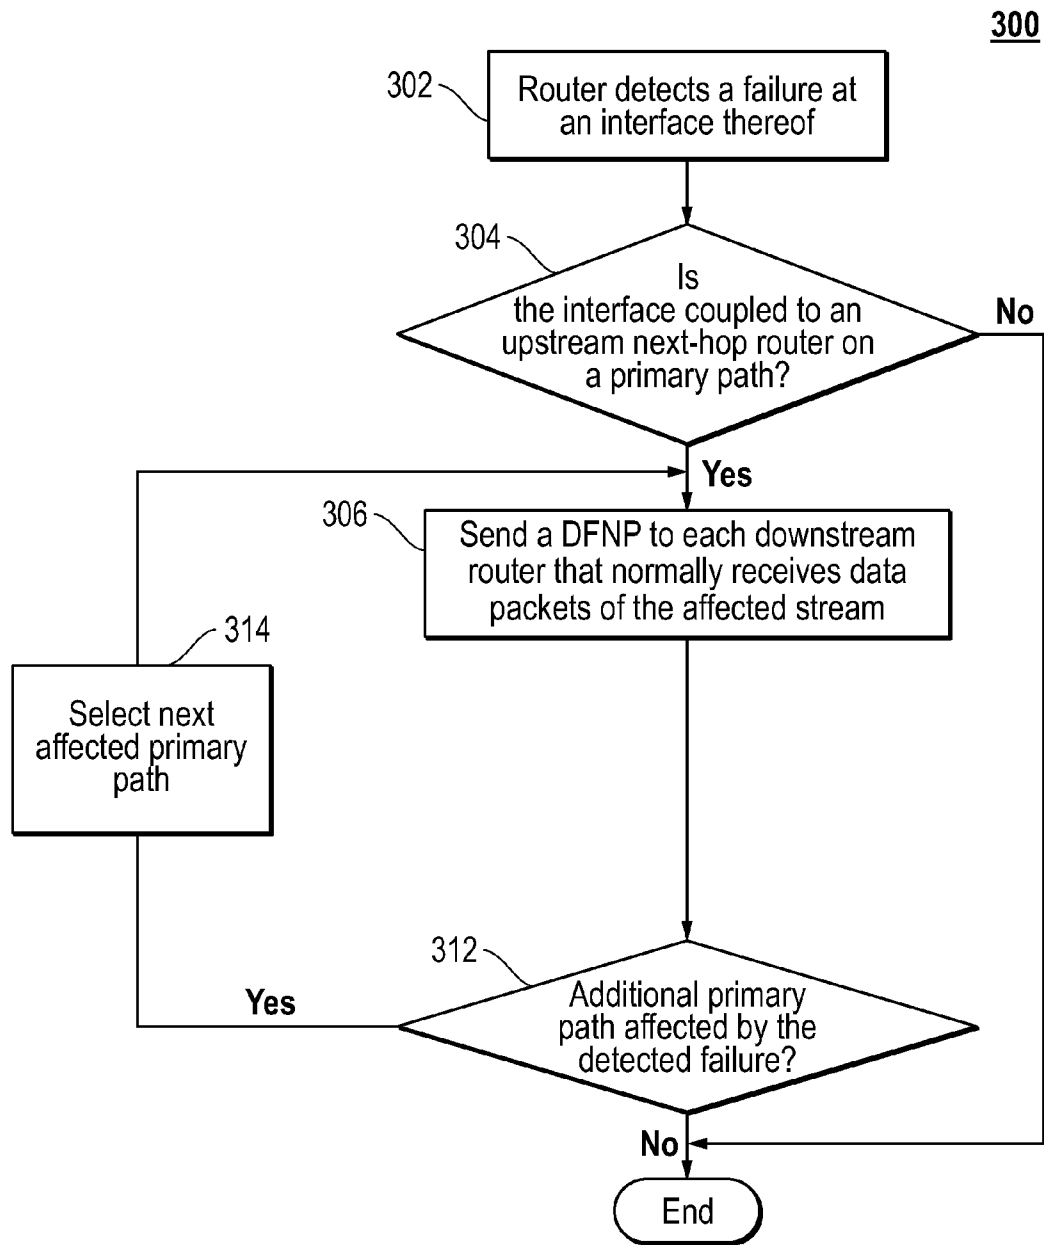 300
302
Router detects a failure at
an interface thereof
304
Is
the interface coupled to an
upstream next-hop router on
a primary path?
No
Yes
306
Send a DFNP to each downstream
router that normally receives data
packets of the affected stream
314
Select next
affected primary
path
312
Additional primary
path affected by the
detected failure?
Yes
No
End